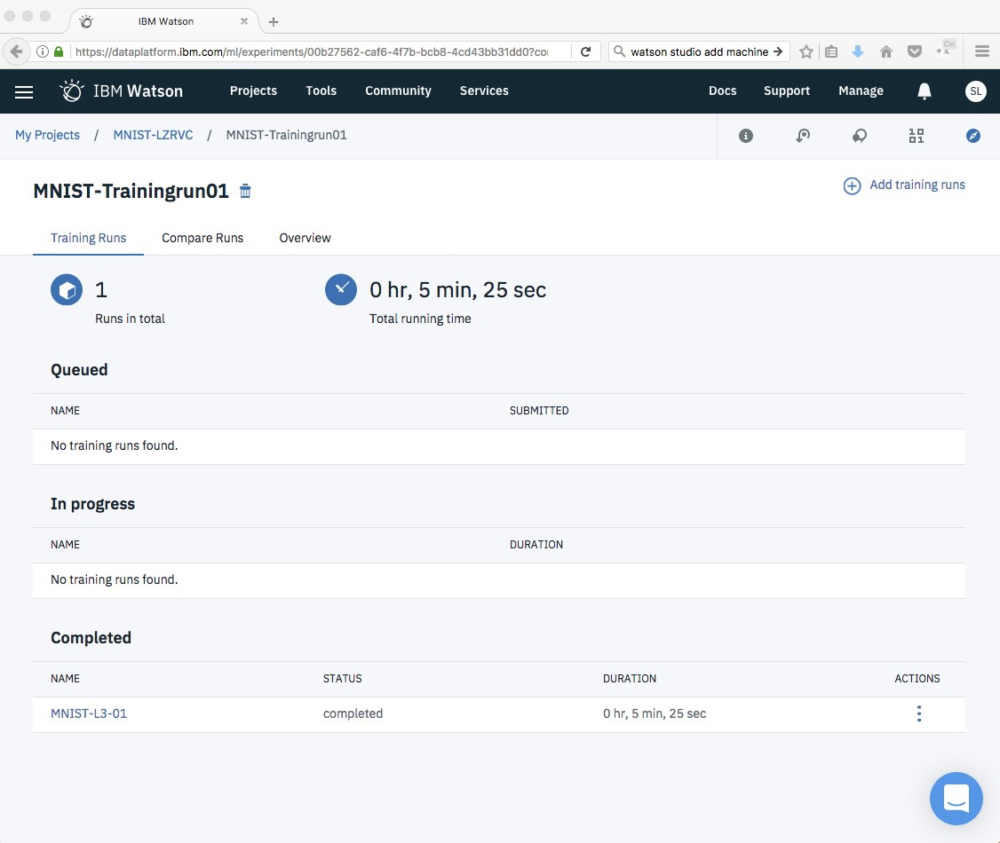 IBM Watson
https://dataplatform.ibm.com/ml/experiments/00b27562-caf6-4f7b-bcb8-4cd43bb31dd0?co
watson studio add machine
On
IBM Watson
Projects
Tools
Community
Services
Docs
Support
Manage
SL
My Projects / MNIST-LZRVC / MNIST-Trainingrun01
MNIST-Trainingrun01
Add training runs
Training Runs
Compare Runs
Overview
1
Runs in total
0 hr, 5 min, 25 sec
Total running time
Queued
NAME SUBMITTED
No training runs found.
In progress
NAME DURATION
No training runs found.
Completed
NAME STATUS DURATION ACTIONS
MNIST-L3-01 completed 0 hr, 5 min, 25 sec